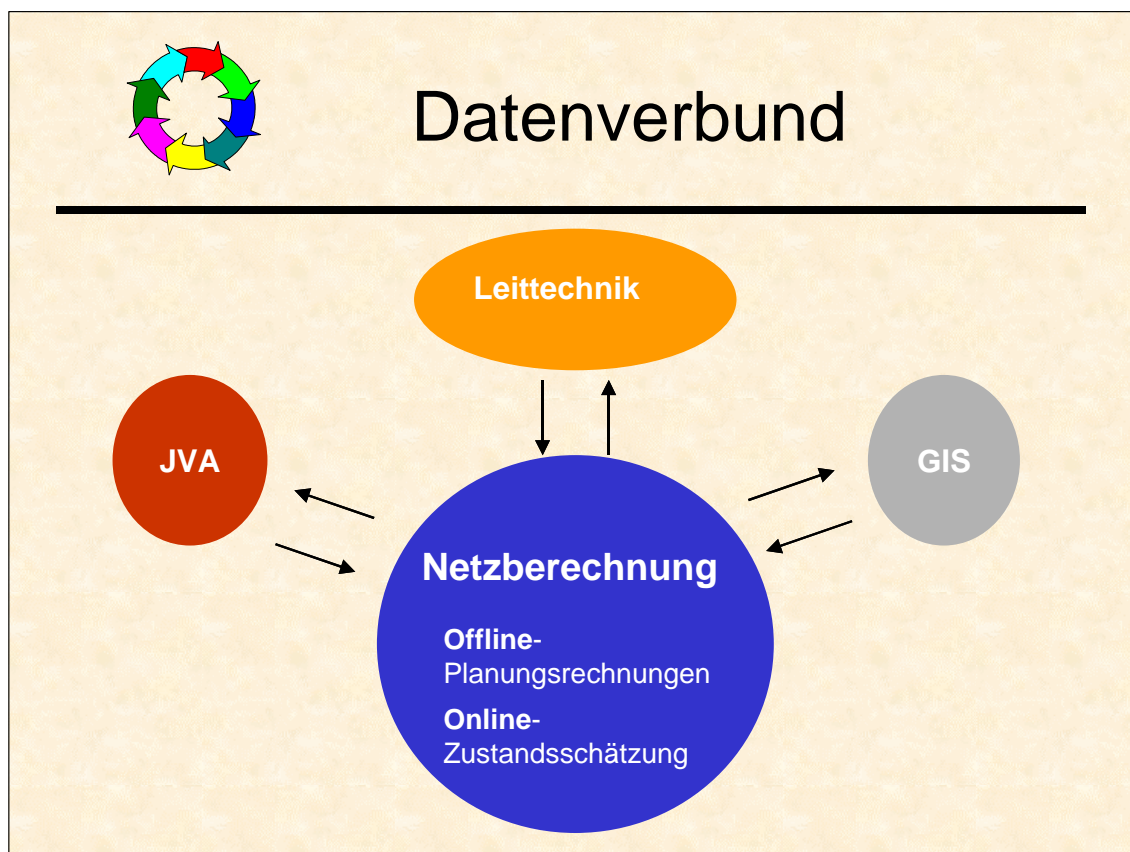 Datenverbund
Leittechnik
JVA
GIS
Netzberechnung
Offline-
Planungsrechnungen
Online-
Zustandsschätzung